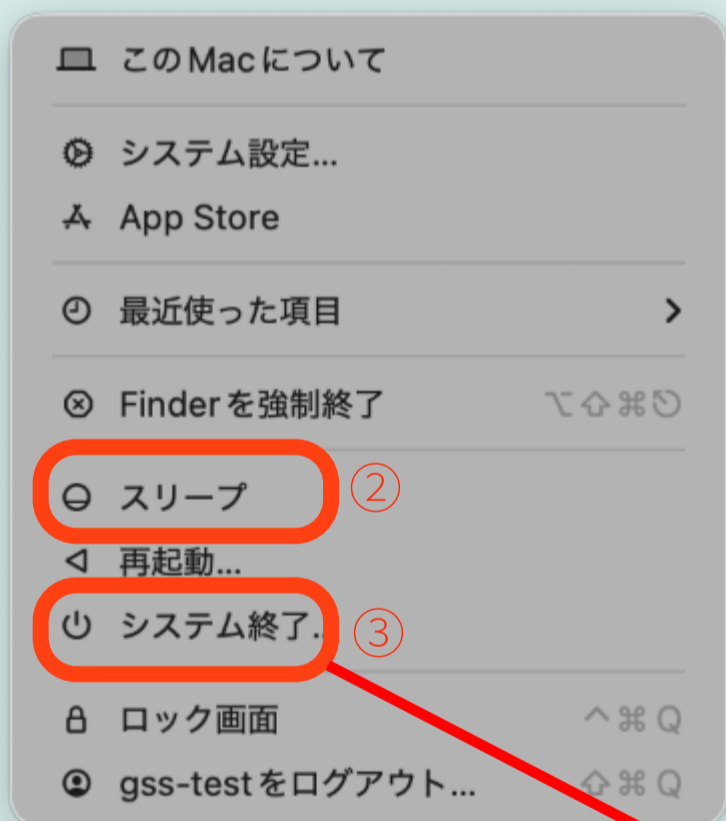 このMacについて
システム設定...
App Store
最近使った項目
Finderを強制終了 ⌥⇧⌘⎋
スリープ ②
再起動...
システム終了... ③
ロック画面 ^⌘Q
gss-testをログアウト... ⇧⌘Q